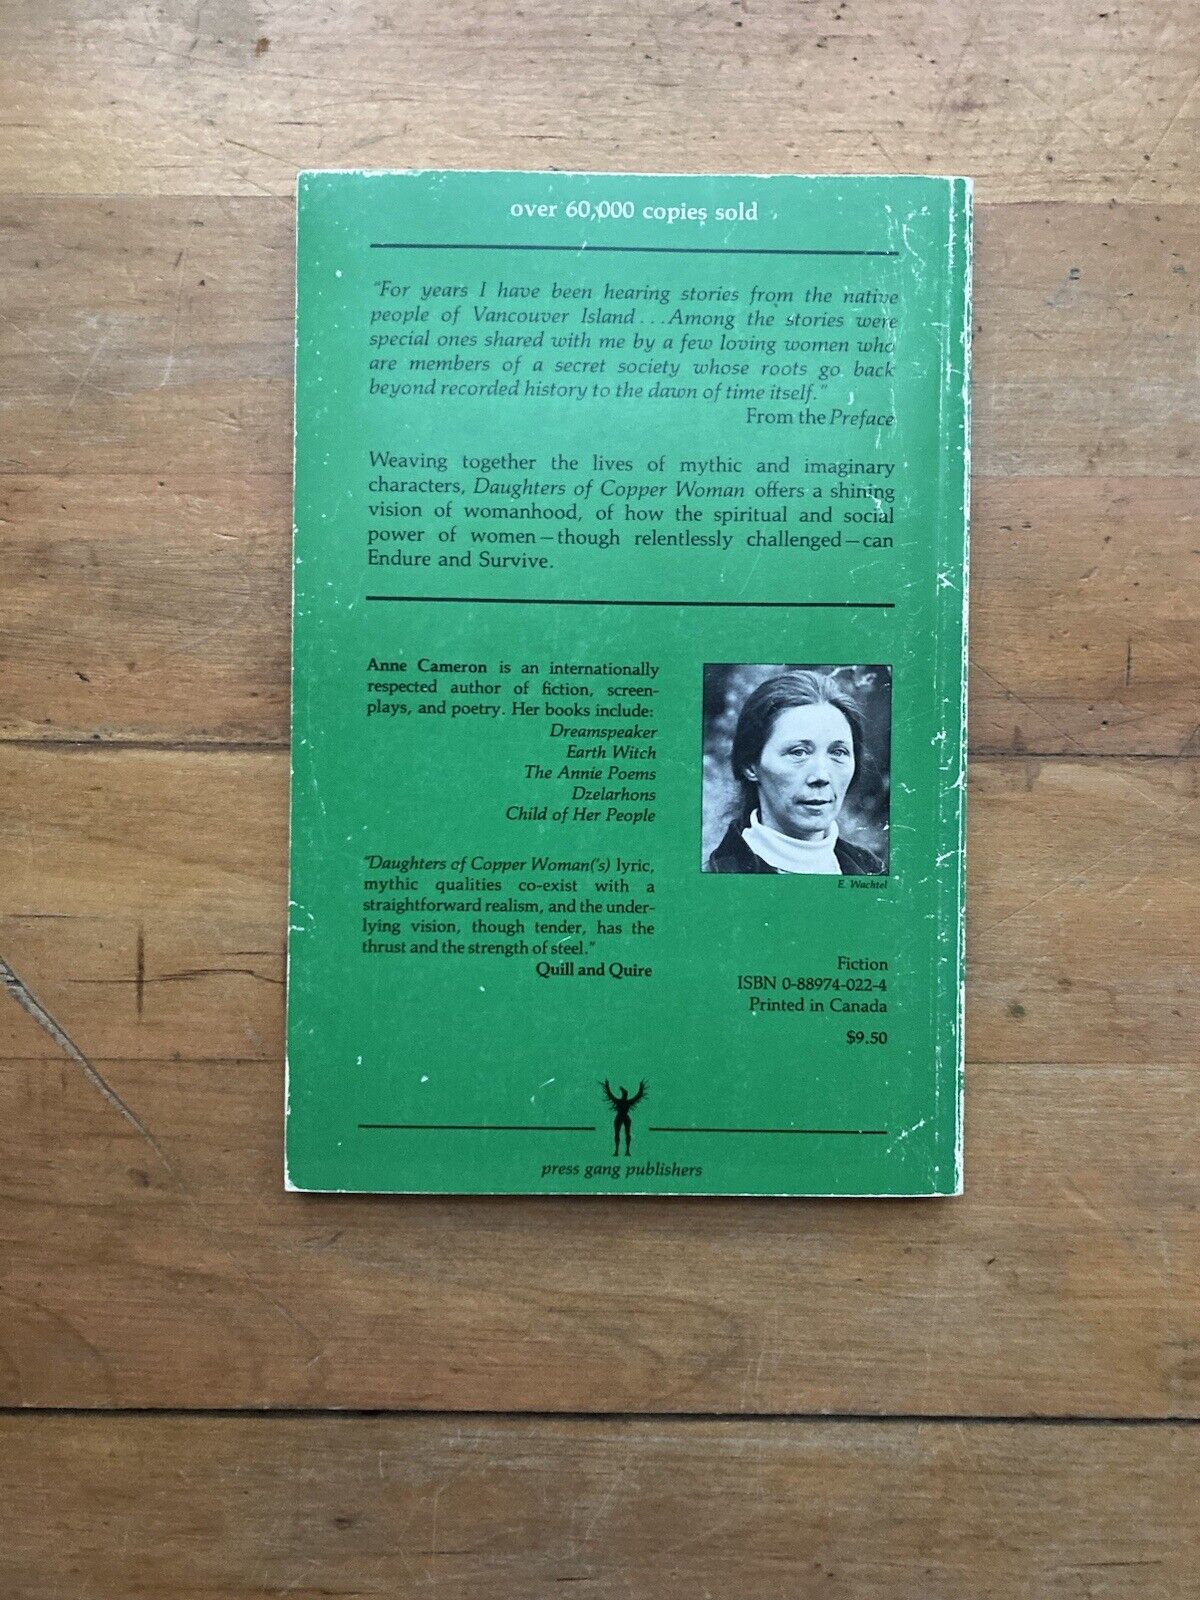 over 60,000 copies sold
"For years I have been hearing stories from the native
people of Vancouver Island . . . Among the stories were
special ones shared with me by a few loving women who
are members of a secret society whose roots go back
beyond recorded history to the dawn of time itself."
From the Preface
Weaving together the lives of mythic and imaginary
characters, Daughters of Copper Woman offers a shining
vision of womanhood, of how the spiritual and social
power of women—though relentlessly challenged—can
Endure and Survive.
Anne Cameron is an internationally
respected author of fiction, screen-
plays, and poetry. Her books include:
Dreamspeaker
Earth Witch
The Annie Poems
Dzelarhons
Child of Her People
"Daughters of Copper Woman('s) lyric,
mythic qualities co-exist with a
straightforward realism, and the under-
lying vision, though tender, has the
thrust and the strength of steel."
Quill and Quire
E. Wachtel
Fiction
ISBN 0-88974-022-4
Printed in Canada
$9.50
press gang publishers